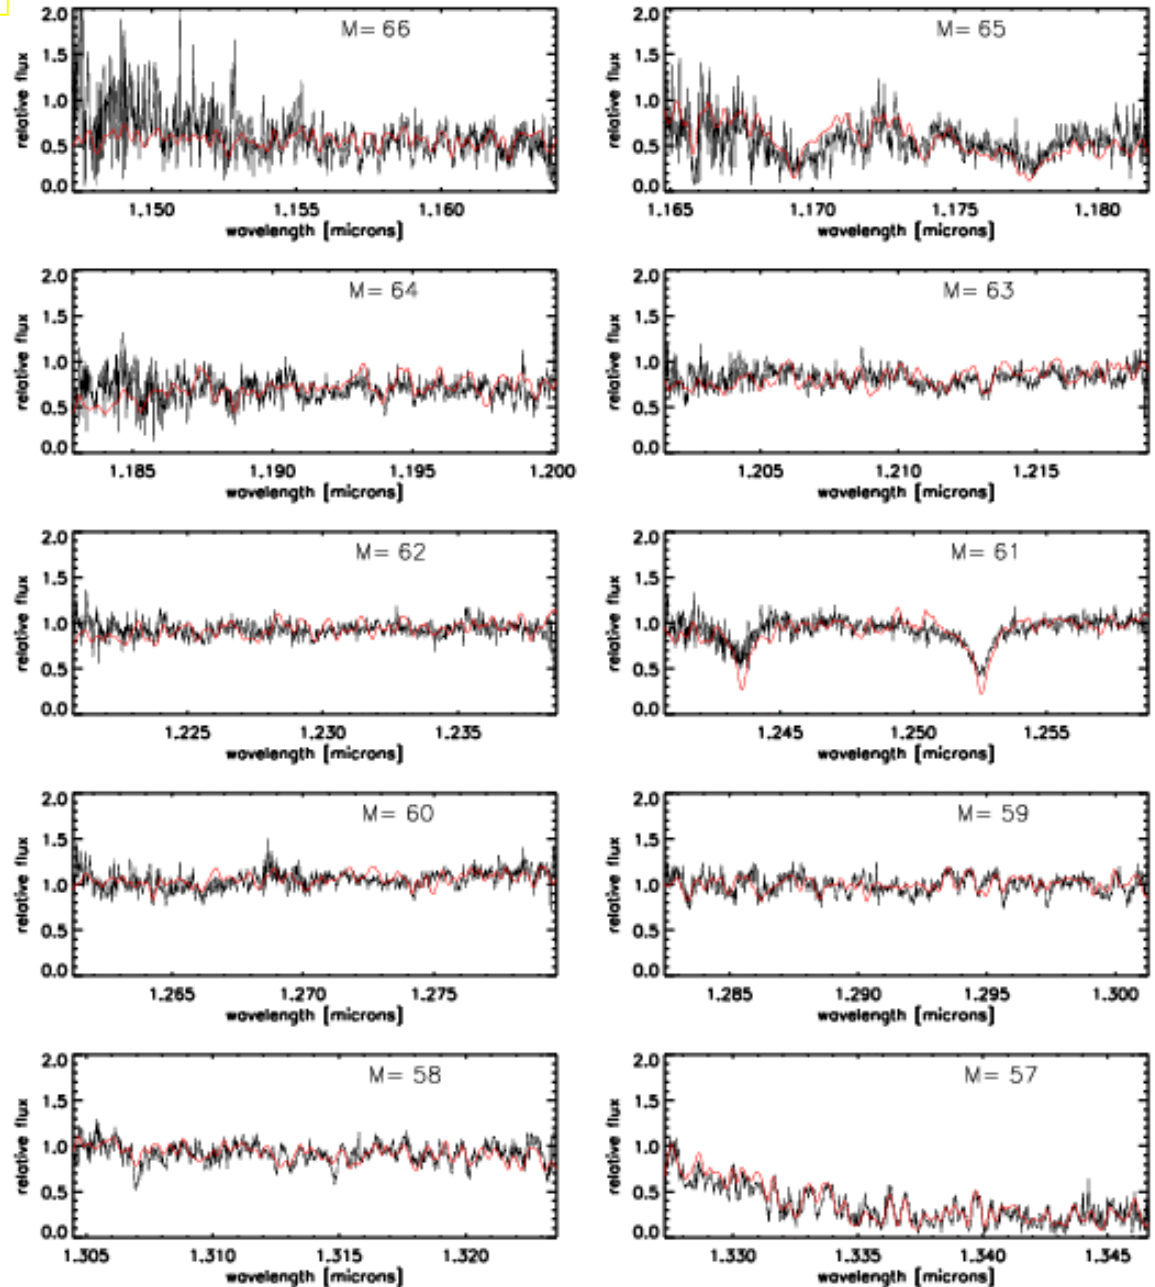 M= 66
2.0
1.5
1.0
0.5
0.0
relative flux
1.150 1.155 1.160
wavelength [microns]
M= 65
2.0
1.5
1.0
0.5
0.0
relative flux
1.165 1.170 1.175 1.180
wavelength [microns]
M= 64
2.0
1.5
1.0
0.5
0.0
relative flux
1.185 1.190 1.195 1.200
wavelength [microns]
M= 63
2.0
1.5
1.0
0.5
0.0
relative flux
1.205 1.210 1.215
wavelength [microns]
M= 62
2.0
1.5
1.0
0.5
0.0
relative flux
1.225 1.230 1.235
wavelength [microns]
M= 61
2.0
1.5
1.0
0.5
0.0
relative flux
1.245 1.250 1.255
wavelength [microns]
M= 60
2.0
1.5
1.0
0.5
0.0
relative flux
1.265 1.270 1.275
wavelength [microns]
M= 59
2.0
1.5
1.0
0.5
0.0
relative flux
1.285 1.290 1.295 1.300
wavelength [microns]
M= 58
2.0
1.5
1.0
0.5
0.0
relative flux
1.305 1.310 1.315 1.320
wavelength [microns]
M= 57
2.0
1.5
1.0
0.5
0.0
relative flux
1.330 1.335 1.340 1.345
wavelength [microns]